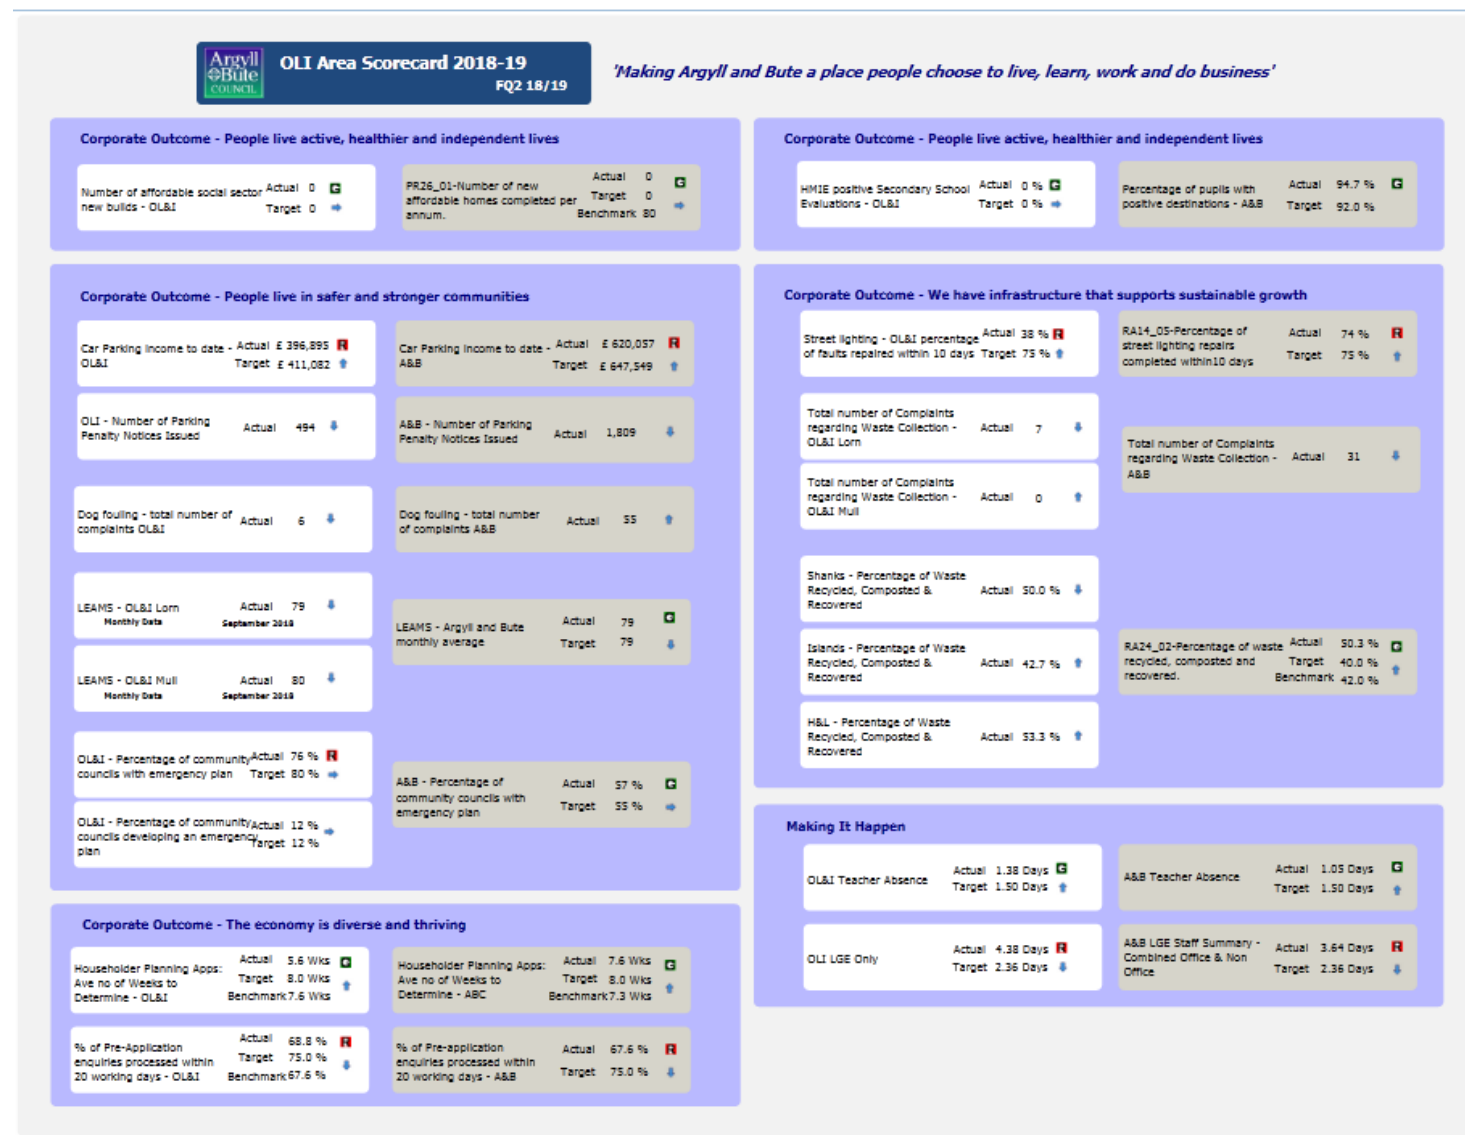 Argyll
Bute
COUNCIL
OLI Area Scorecard 2018-19
FQ2 18/19
'Making Argyll and Bute a place people choose to live, learn, work and do business'
Corporate Outcome - People live active, healthier and independent lives
Number of affordable social sector
new builds - OL&I
Actual 0 G
Target 0
PR26_01-Number of new
affordable homes completed per
annum.
Actual 0 G
Target 0
Benchmark 80
Corporate Outcome - People live active, healthier and independent lives
HMIE positive Secondary School
Evaluations - OL&I
Actual 0 % G
Target 0 %
Percentage of pupils with
positive destinations - A&B
Actual 94.7 % G
Target 92.0 %
Corporate Outcome - People live in safer and stronger communities
Car Parking income to date -
OL&I
Actual £ 396,895 R
Target £ 411,082
Car Parking income to date -
A&B
Actual £ 620,057 R
Target £ 647,549
OLI - Number of Parking
Penalty Notices Issued
Actual 494
A&B - Number of Parking
Penalty Notices Issued
Actual 1,809
Dog fouling - total number of
complaints OL&I
Actual 6
Dog fouling - total number
of complaints A&B
Actual 55
LEAMS - OL&I Lorn
Monthly Data
Actual 79
September 2018
LEAMS - Argyll and Bute
monthly average
Actual 79 G
Target 79
LEAMS - OL&I Mull
Monthly Data
Actual 80
September 2018
OL&I - Percentage of community
councils with emergency plan
Actual 76 % R
Target 80 %
OL&I - Percentage of community
councils developing an emergency
plan
Actual 12 %
Target 12 %
A&B - Percentage of
community councils with
emergency plan
Actual 57 % G
Target 55 %
Corporate Outcome - We have infrastructure that supports sustainable growth
Street lighting - OL&I percentage
of faults repaired within 10 days
Actual 38 % R
Target 75 %
RA14_05-Percentage of
street lighting repairs
completed within10 days
Actual 74 % R
Target 75 %
Total number of Complaints
regarding Waste Collection -
OL&I Lorn
Actual 7
Total number of Complaints
regarding Waste Collection -
OL&I Mull
Actual 0
Total number of Complaints
regarding Waste Collection -
A&B
Actual 31
Shanks - Percentage of Waste
Recycled, Composted &
Recovered
Actual 50.0 %
Islands - Percentage of Waste
Recycled, Composted &
Recovered
Actual 42.7 %
RA24_02-Percentage of waste
recycled, composted and
recovered.
Actual 50.3 % G
Target 40.0 %
Benchmark 42.0 %
H&L - Percentage of Waste
Recycled, Composted &
Recovered
Actual 53.3 %
Corporate Outcome - The economy is diverse and thriving
Householder Planning Apps:
Ave no of Weeks to
Determine - OL&I
Actual 5.6 Wks G
Target 8.0 Wks
Benchmark 7.6 Wks
Householder Planning Apps:
Ave no of Weeks to
Determine - ABC
Actual 7.6 Wks G
Target 8.0 Wks
Benchmark 7.3 Wks
% of Pre-Application
enquiries processed within
20 working days - OL&I
Actual 68.8 % R
Target 75.0 %
Benchmark 67.6 %
% of Pre-application
enquiries processed within
20 working days - A&B
Actual 67.6 % R
Target 75.0 %
Making It Happen
OL&I Teacher Absence
Actual 1.38 Days G
Target 1.50 Days
A&B Teacher Absence
Actual 1.05 Days G
Target 1.50 Days
OLI LGE Only
Actual 4.38 Days R
Target 2.36 Days
A&B LGE Staff Summary -
Combined Office & Non
Office
Actual 3.64 Days R
Target 2.36 Days